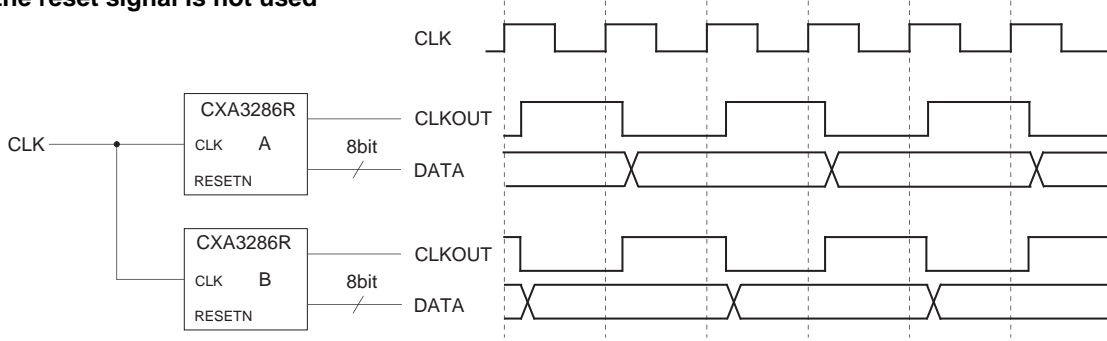 the reset signal is not used
CLK
CXA3286R
CLKOUT
CLK
CLK A
8bit
DATA
RESETN
CXA3286R
CLKOUT
CLK B
8bit
DATA
RESETN